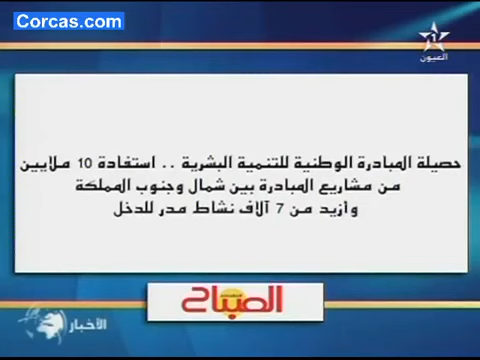 Corcas.com
1
العيون
حصيلة المبادرة الوطنية للتنمية البشرية .. استفادة 10 ملايين
من مشاريع المبادرة بين شمال وجنوب المملكة
وأزيد من 7 آلاف نشاط مدر للدخل
الصباح
الأخبار